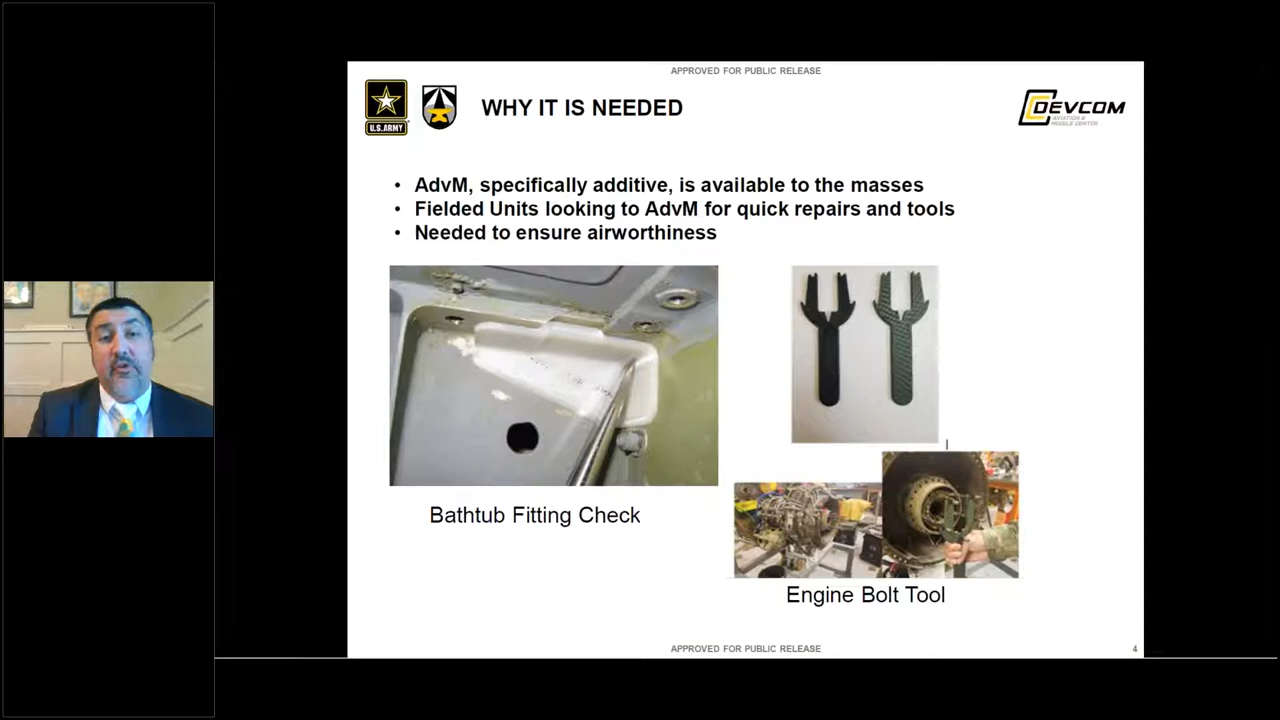 APPROVED FOR PUBLIC RELEASE
U.S.ARMY
WHY IT IS NEEDED
DEVCOM
AVIATION &
MISSILE CENTER
• AdvM, specifically additive, is available to the masses
• Fielded Units looking to AdvM for quick repairs and tools
• Needed to ensure airworthiness
Bathtub Fitting Check
Engine Bolt Tool
APPROVED FOR PUBLIC RELEASE
4